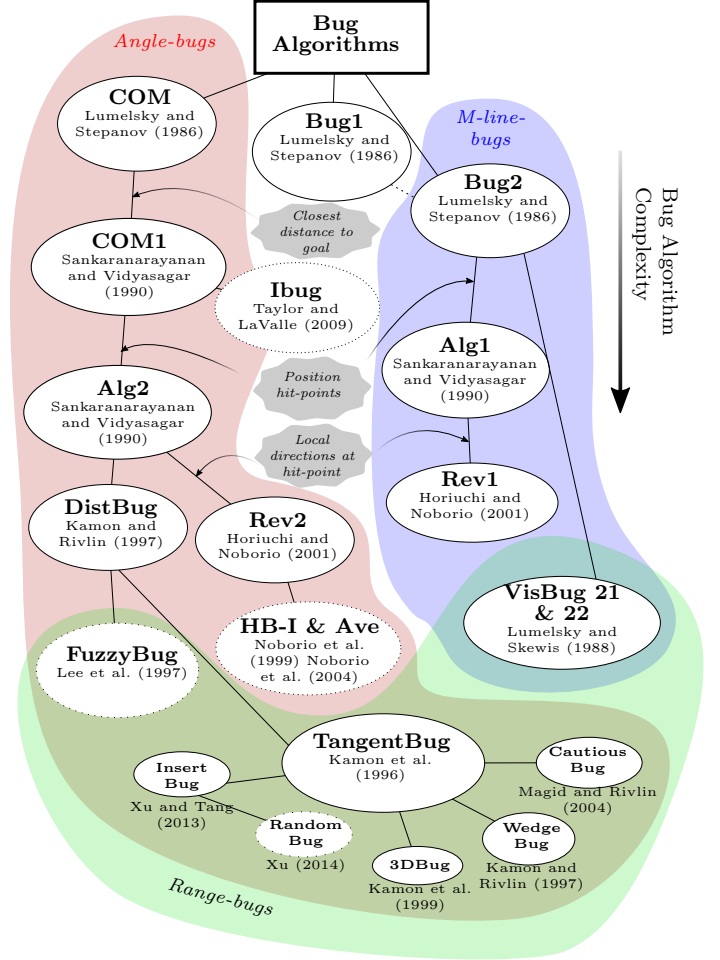 Bug
Algorithms
Angle-bugs
COM
Lumelsky and
Stepanov (1986)
Bug1
Lumelsky and
Stepanov (1986)
M-line-
bugs
Bug2
Lumelsky and
Stepanov (1986)
Bug Algorithm
Complexity
Closest
distance to
goal
COM1
Sankaranarayanan
and Vidyasagar
(1990)
Ibug
Taylor and
LaValle (2009)
Alg1
Sankaranarayanan
and Vidyasagar
(1990)
Position
hit-points
Alg2
Sankaranarayanan
and Vidyasagar
(1990)
Local
directions at
hit-point
Rev1
Horiuchi and
Noborio (2001)
DistBug
Kamon and
Rivlin (1997)
Rev2
Horiuchi and
Noborio (2001)
VisBug 21
& 22
Lumelsky and
Skewis (1988)
HB-I & Ave
Noborio et al.
(1999) Noborio
et al. (2004)
FuzzyBug
Lee et al. (1997)
TangentBug
Kamon et al.
(1996)
Cautious
Bug
Magid and Rivlin
(2004)
Insert
Bug
Xu and Tang
(2013)
Random
Bug
Xu (2014)
Wedge
Bug
Kamon and
Rivlin (1997)
3DBug
Kamon et al.
(1999)
Range-bugs